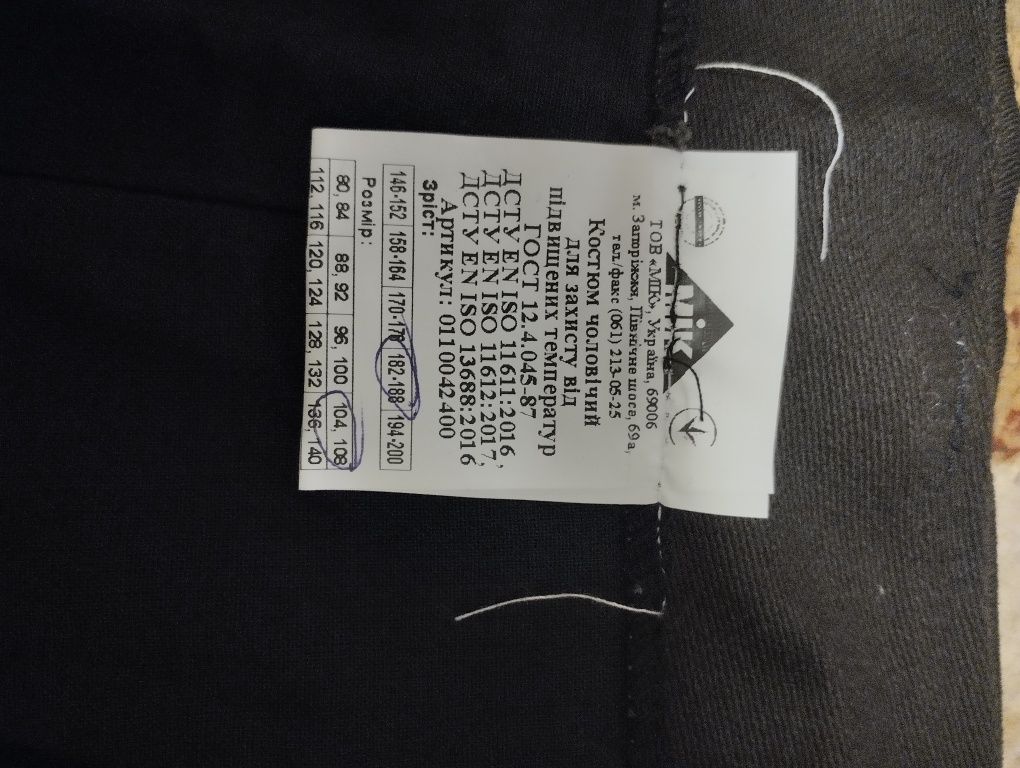 МІК
ТОВ «МІК», Україна, 69006
м. Запоріжжя, Північне шосе, 69а,
тел./факс (061) 213-05-25
Костюм чоловічий
для захисту від
підвищених температур
ГОСТ 12.4.045-87
ДСТУ EN ISO 11611:2016,
ДСТУ EN ISO 11612:2017,
ДСТУ EN ISO 13688:2016
Артикул: 0110042400
Зріст:
146-152 158-164 170-176 182-188 194-200
Розмір:
80, 84 88, 92 96, 100 104, 108
112, 116 120, 124 128, 132 136, 140